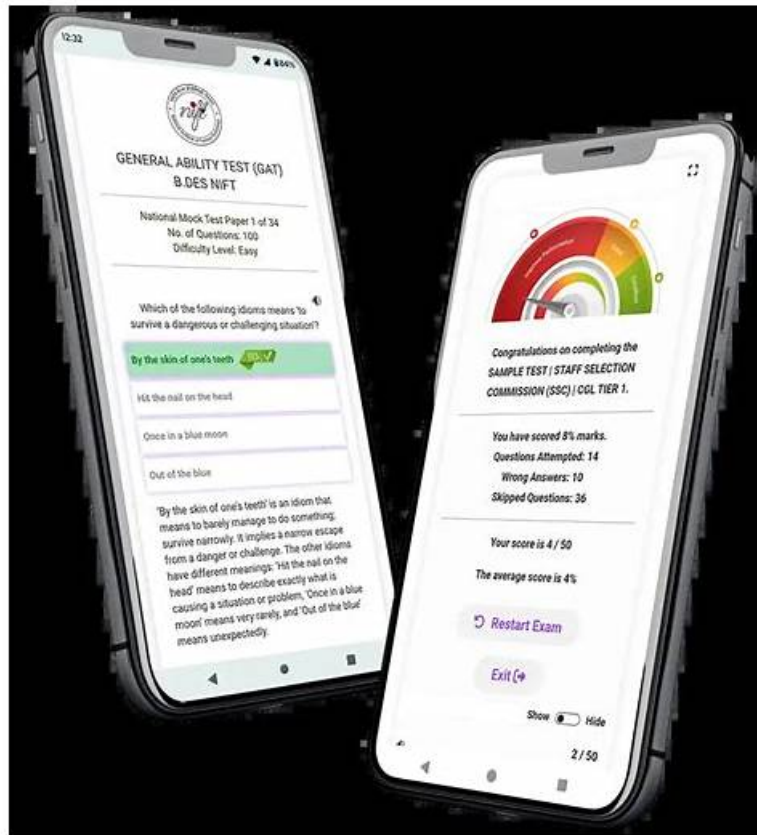 12:32
84%
nift
GENERAL ABILITY TEST (GAT)
B.DES NIFT
National Mock Test Paper 1 of 34
No. of Questions: 100
Difficulty Level: Easy
Which of the following idioms means 'to
survive a dangerous or challenging situation'?
By the skin of one's teeth
Hit the nail on the head
Once in a blue moon
Out of the blue
'By the skin of one's teeth' is an idiom that
means to barely manage to do something;
survive narrowly. It implies a narrow escape
from a danger or challenge. The other idioms
have different meanings: 'Hit the nail on the
head' means to describe exactly what is
causing a situation or problem, 'Once in a blue
moon' means very rarely, and 'Out of the blue'
means unexpectedly.
Congratulations on completing the
SAMPLE TEST | STAFF SELECTION
COMMISSION (SSC) | CGL TIER 1.
You have scored 8% marks.
Questions Attempted: 14
Wrong Answers: 10
Skipped Questions: 36
Your score is 4 / 50
The average score is 4%
Restart Exam
Exit
Show
Hide
2 / 50